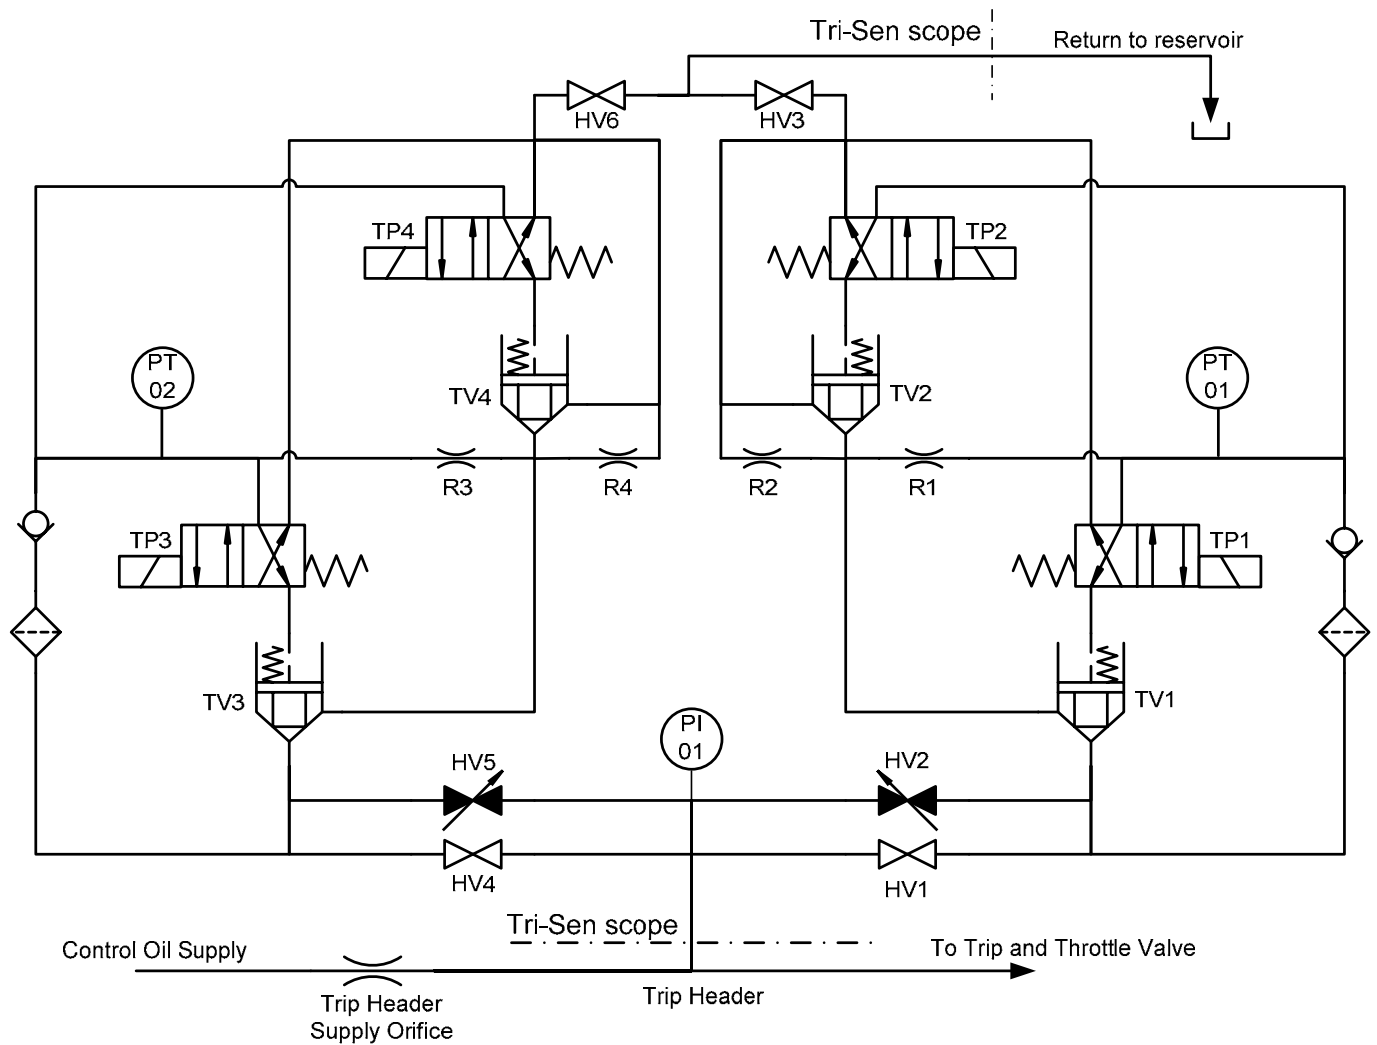 Tri-Sen scope
Return to reservoir
HV6
HV3
TP4
TP2
PT
02
PT
01
TV4
TV2
R3
R4
R2
R1
TP3
TP1
TV3
TV1
PI
01
HV5
HV2
HV4
HV1
Tri-Sen scope
Control Oil Supply
To Trip and Throttle Valve
Trip Header
Supply Orifice
Trip Header